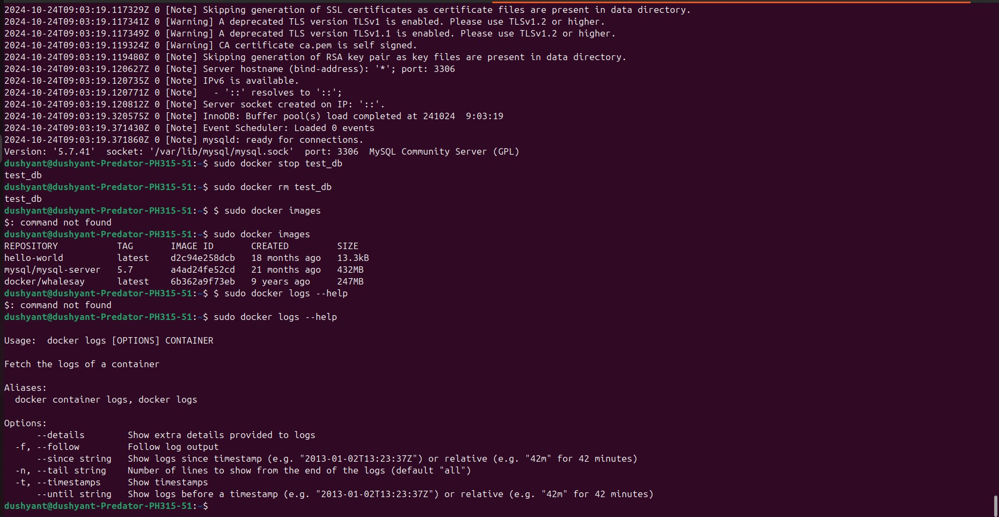 2024-10-24T09:03:19.117329Z 0 [Note] Skipping generation of SSL certificates as certificate files are present in data directory.
2024-10-24T09:03:19.117341Z 0 [Warning] A deprecated TLS version TLSv1 is enabled. Please use TLSv1.2 or higher.
2024-10-24T09:03:19.117349Z 0 [Warning] A deprecated TLS version TLSv1.1 is enabled. Please use TLSv1.2 or higher.
2024-10-24T09:03:19.119324Z 0 [Warning] CA certificate ca.pem is self signed.
2024-10-24T09:03:19.119480Z 0 [Note] Skipping generation of RSA key pair as key files are present in data directory.
2024-10-24T09:03:19.120627Z 0 [Note] Server hostname (bind-address): '*'; port: 3306
2024-10-24T09:03:19.120735Z 0 [Note] IPv6 is available.
2024-10-24T09:03:19.120771Z 0 [Note]   - '::' resolves to '::';
2024-10-24T09:03:19.120812Z 0 [Note] Server socket created on IP: '::'.
2024-10-24T09:03:19.320575Z 0 [Note] InnoDB: Buffer pool(s) load completed at 241024  9:03:19
2024-10-24T09:03:19.371430Z 0 [Note] Event Scheduler: Loaded 0 events
2024-10-24T09:03:19.371860Z 0 [Note] mysqld: ready for connections.
Version: '5.7.41'  socket: '/var/lib/mysql/mysql.sock'  port: 3306  MySQL Community Server (GPL)
dushyant@dushyant-Predator-PH315-51:~$ sudo docker stop test_db
test_db
dushyant@dushyant-Predator-PH315-51:~$ sudo docker rm test_db
test_db
dushyant@dushyant-Predator-PH315-51:~$ $ sudo docker images
$: command not found
dushyant@dushyant-Predator-PH315-51:~$ sudo docker images
REPOSITORY           TAG       IMAGE ID       CREATED         SIZE
hello-world          latest    d2c94e258dcb   18 months ago   13.3kB
mysql/mysql-server   5.7       a4ad24fe52cd   21 months ago   432MB
docker/whalesay      latest    6b362a9f73eb   9 years ago     247MB
dushyant@dushyant-Predator-PH315-51:~$ $ sudo docker logs --help
$: command not found
dushyant@dushyant-Predator-PH315-51:~$ sudo docker logs --help
Usage:  docker logs [OPTIONS] CONTAINER
Fetch the logs of a container
Aliases:
  docker container logs, docker logs
Options:
      --details        Show extra details provided to logs
  -f, --follow         Follow log output
      --since string   Show logs since timestamp (e.g. "2013-01-02T13:23:37Z") or relative (e.g. "42m" for 42 minutes)
  -n, --tail string    Number of lines to show from the end of the logs (default "all")
  -t, --timestamps     Show timestamps
      --until string   Show logs before a timestamp (e.g. "2013-01-02T13:23:37Z") or relative (e.g. "42m" for 42 minutes)
dushyant@dushyant-Predator-PH315-51:~$